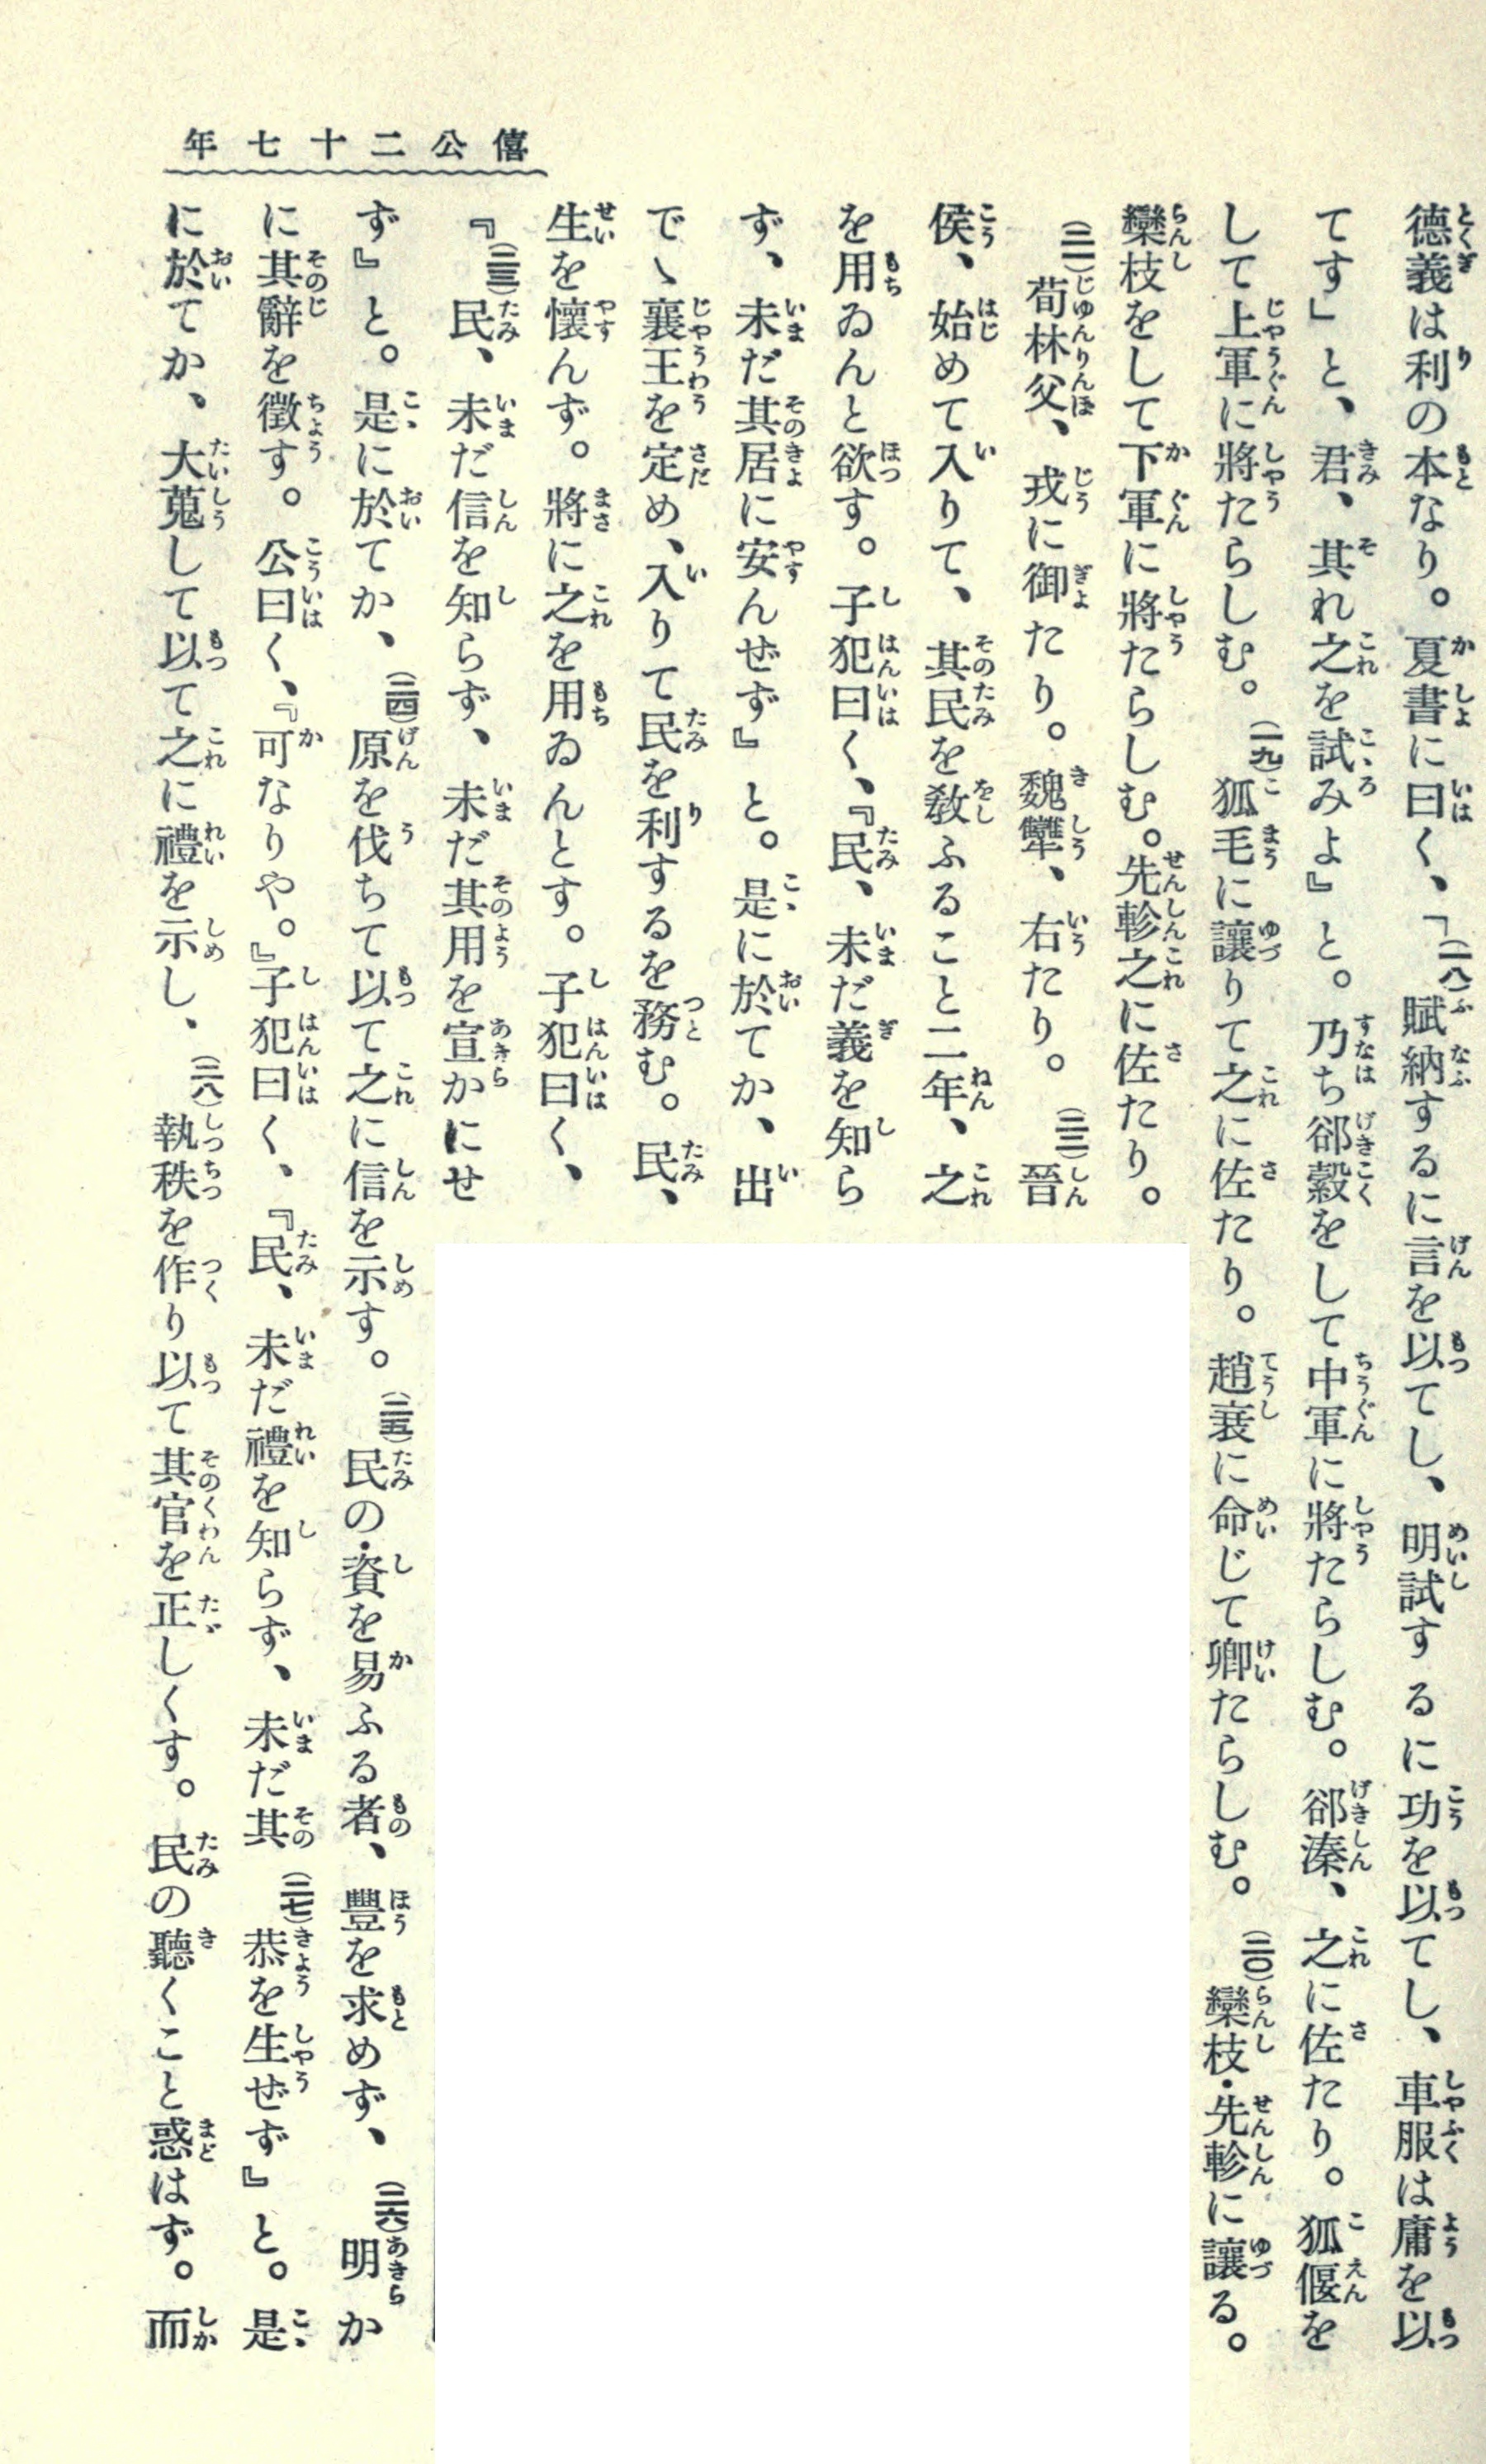 僖公二十七年
德義は利の本なり。夏書に曰く、「(一八)賦納するに言を以てし、明試するに功を以てし、車服は庸を以
てす」と、君、其れ之を試みよ』と。乃ち郤縠をして中軍に將たらしむ。郤溱、之に佐たり。狐偃を
して上軍に將たらしむ。(一九)狐毛に讓りて之に佐たり。趙衰に命じて卿たらしむ。(二〇)欒枝・先軫に讓る。
欒枝をして下軍に將たらしむ。先軫之に佐たり。
(二一)荀林父、戎に御たり。魏犨、右たり。(二二)晉
侯、始めて入りて、其民を敎ふること二年、之
を用ゐんと欲す。子犯曰く、『民、未だ義を知ら
ず、未だ其居に安んぜず』と。是に於てか、出
でゝ襄王を定め、入りて民を利するを務む。民、
生を懷んず。將に之を用ゐんとす。子犯曰く、
『(二三)民、未だ信を知らず、未だ其用を宣かにせ
ず』と。是に於てか、(二四)原を伐ちて以て之に信を示す。(二五)民の・資を易ふる者、豐を求めず、(二六)明か
に其辭を徵す。公曰く、『可なりや。』子犯曰く、『民、未だ禮を知らず、未だ其(二七)恭を生ぜず』と。是
に於てか、大蒐して以て之に禮を示し、(二八)執秩を作り以て其官を正しくす。民の聽くこと惑はず。而